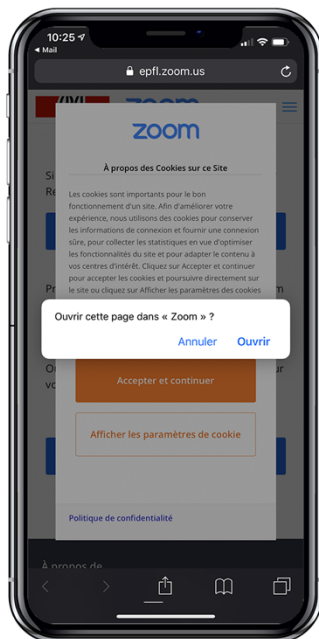 10:25
Mail
epfl.zoom.us
zoom
À propos des Cookies sur ce Site
Les cookies sont importants pour le bon
fonctionnement d'un site. Afin d'améliorer votre
expérience, nous utilisons des cookies pour conserver
les informations de connexion et fournir une connexion
sûre, pour collecter les statistiques en vue d'optimiser
les fonctionnalités du site et pour adapter le contenu à
vos centres d'intérêt. Cliquez sur Accepter et continuer
pour accepter les cookies et poursuivre directement sur
le site ou cliquez sur Afficher les paramètres des cookies
Ouvrir cette page dans « Zoom » ?
Annuler Ouvrir
Accepter et continuer
Afficher les paramètres de cookie
Politique de confidentialité
À propos de